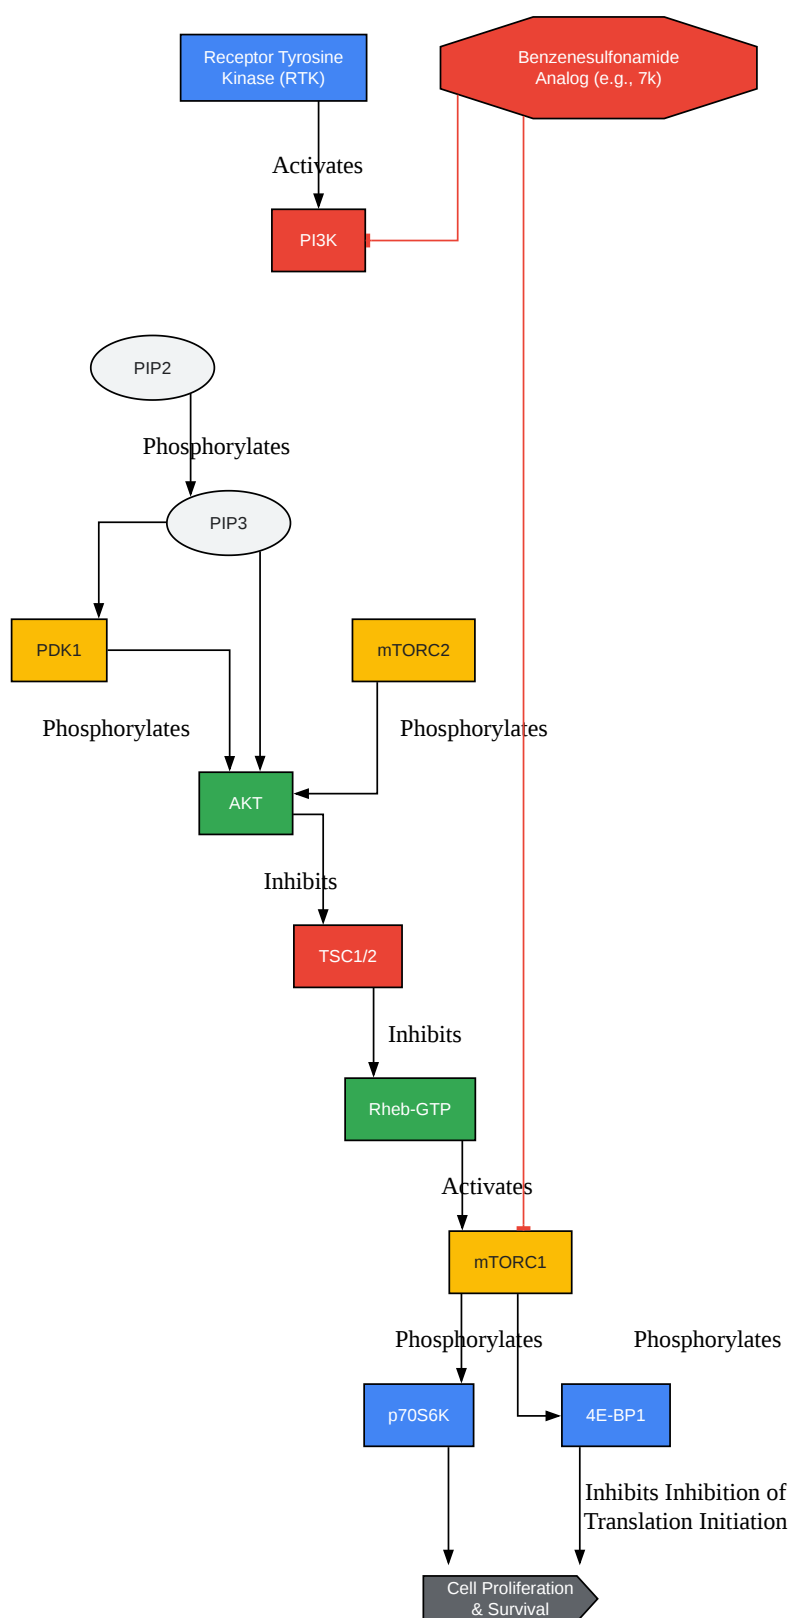 Receptor Tyrosine
Kinase (RTK)
Benzenesulfonamide
Analog (e.g., 7k)
Activates
PI3K
PIP2
Phosphorylates
PIP3
PDK1
mTORC2
Phosphorylates
Phosphorylates
AKT
Inhibits
TSC1/2
Inhibits
Rheb-GTP
Activates
mTORC1
Phosphorylates
Phosphorylates
p70S6K
4E-BP1
Inhibits Inhibition of
Translation Initiation
Cell Proliferation
& Survival